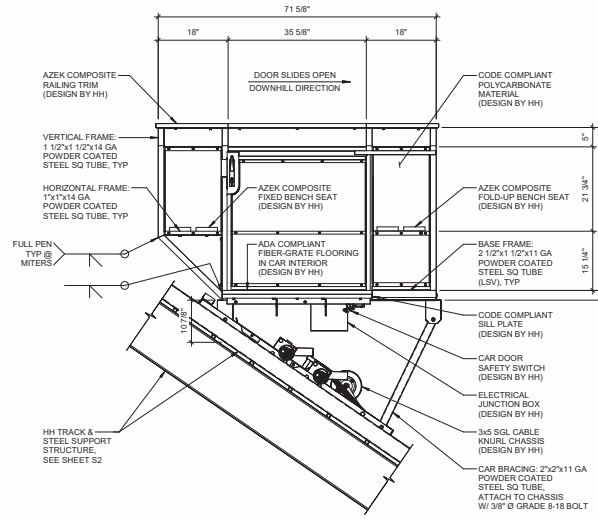 71 5/8"
18"
35 5/8"
18"
AZEK COMPOSITE
RAILING TRIM
(DESIGN BY HH)
DOOR SLIDES OPEN
DOWNHILL DIRECTION
CODE COMPLIANT
POLYCARBONATE
MATERIAL
(DESIGN BY HH)
VERTICAL FRAME:
1 1/2"x1 1/2"x14 GA
POWDER COATED
STEEL SQ TUBE, TYP
5"
HORIZONTAL FRAME:
1"x1"x14 GA
POWDER COATED
STEEL SQ TUBE, TYP
AZEK COMPOSITE
FIXED BENCH SEAT
(DESIGN BY HH)
AZEK COMPOSITE
FOLD-UP BENCH SEAT
(DESIGN BY HH)
21 3/4"
FULL PEN
TYP @
MITERS
ADA COMPLIANT
FIBER-GRATE FLOORING
IN CAR INTERIOR
(DESIGN BY HH)
BASE FRAME:
2 1/2"x1 1/2"x11 GA
POWDER COATED
STEEL SQ TUBE
(LSV), TYP
15 1/4"
10 7/8"
CODE COMPLIANT
SILL PLATE
(DESIGN BY HH)
CAR DOOR
SAFETY SWITCH
(DESIGN BY HH)
ELECTRICAL
JUNCTION BOX
(DESIGN BY HH)
HH TRACK &
STEEL SUPPORT
STRUCTURE,
SEE SHEET S2
3x5 SGL CABLE
KNURL CHASSIS
(DESIGN BY HH)
CAR BRACING: 2"x2"x11 GA
POWDER COATED
STEEL SQ TUBE,
ATTACH TO CHASSIS
W/ 3/8" Ø GRADE 8-18 BOLT